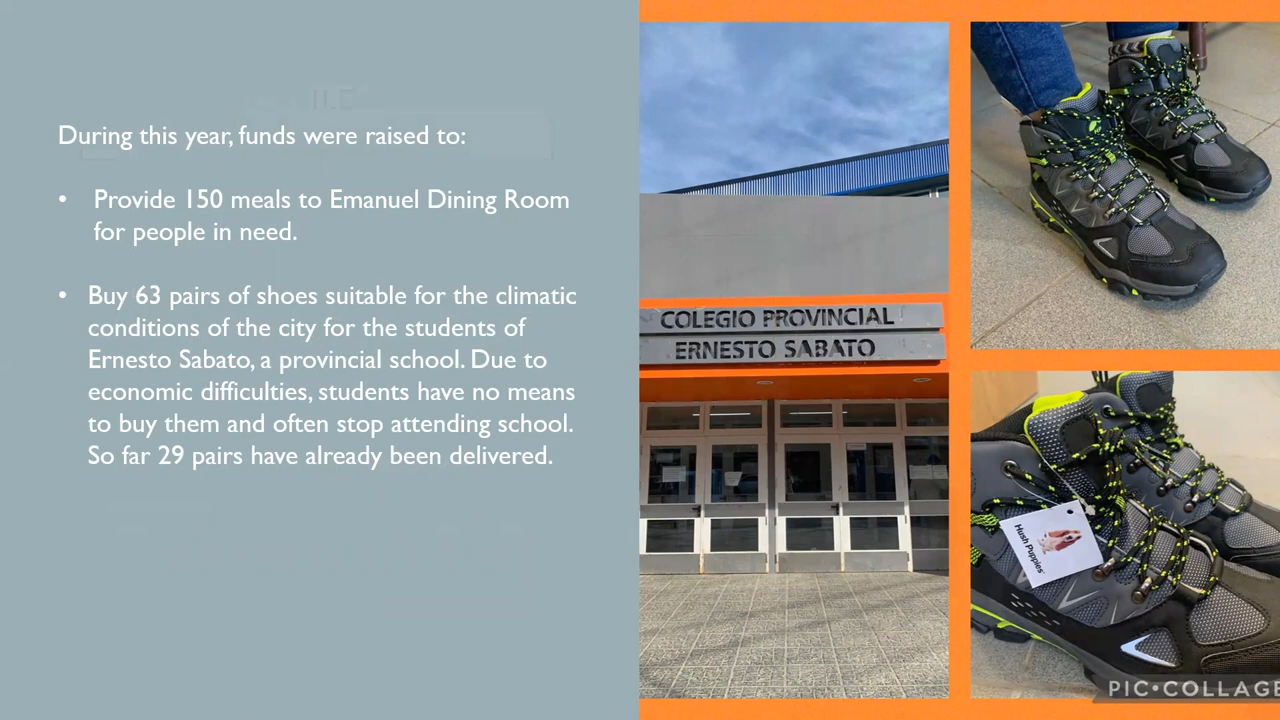 During this year, funds were raised to:
• Provide 150 meals to Emanuel Dining Room
for people in need.
• Buy 63 pairs of shoes suitable for the climatic
conditions of the city for the students of
Ernesto Sabato, a provincial school. Due to
economic difficulties, students have no means
to buy them and often stop attending school.
So far 29 pairs have already been delivered.
COLEGIO PROVINCIAL
ERNESTO SABATO
Hush Puppies
PIC•COLLAGE